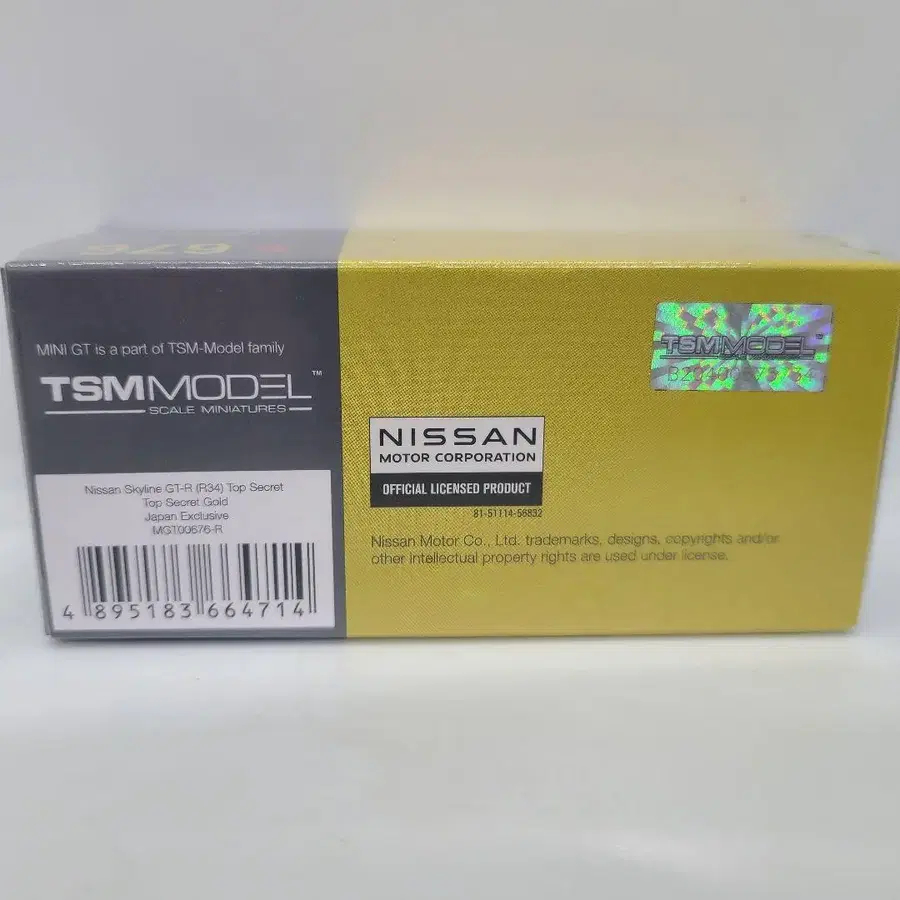 676
MINI GT is a part of TSM-Model family
TSMMODEL™
SCALE MINIATURES
Nissan Skyline GT-R (R34) Top Secret
Top Secret Gold
Japan Exclusive
MGT00676-R
4 895183 664714
TSMMODEL
NISSAN
MOTOR CORPORATION
OFFICIAL LICENSED PRODUCT
81-51114-56832
Nissan Motor Co., Ltd. trademarks, designs, copyrights and/or
other intellectual property rights are used under license.